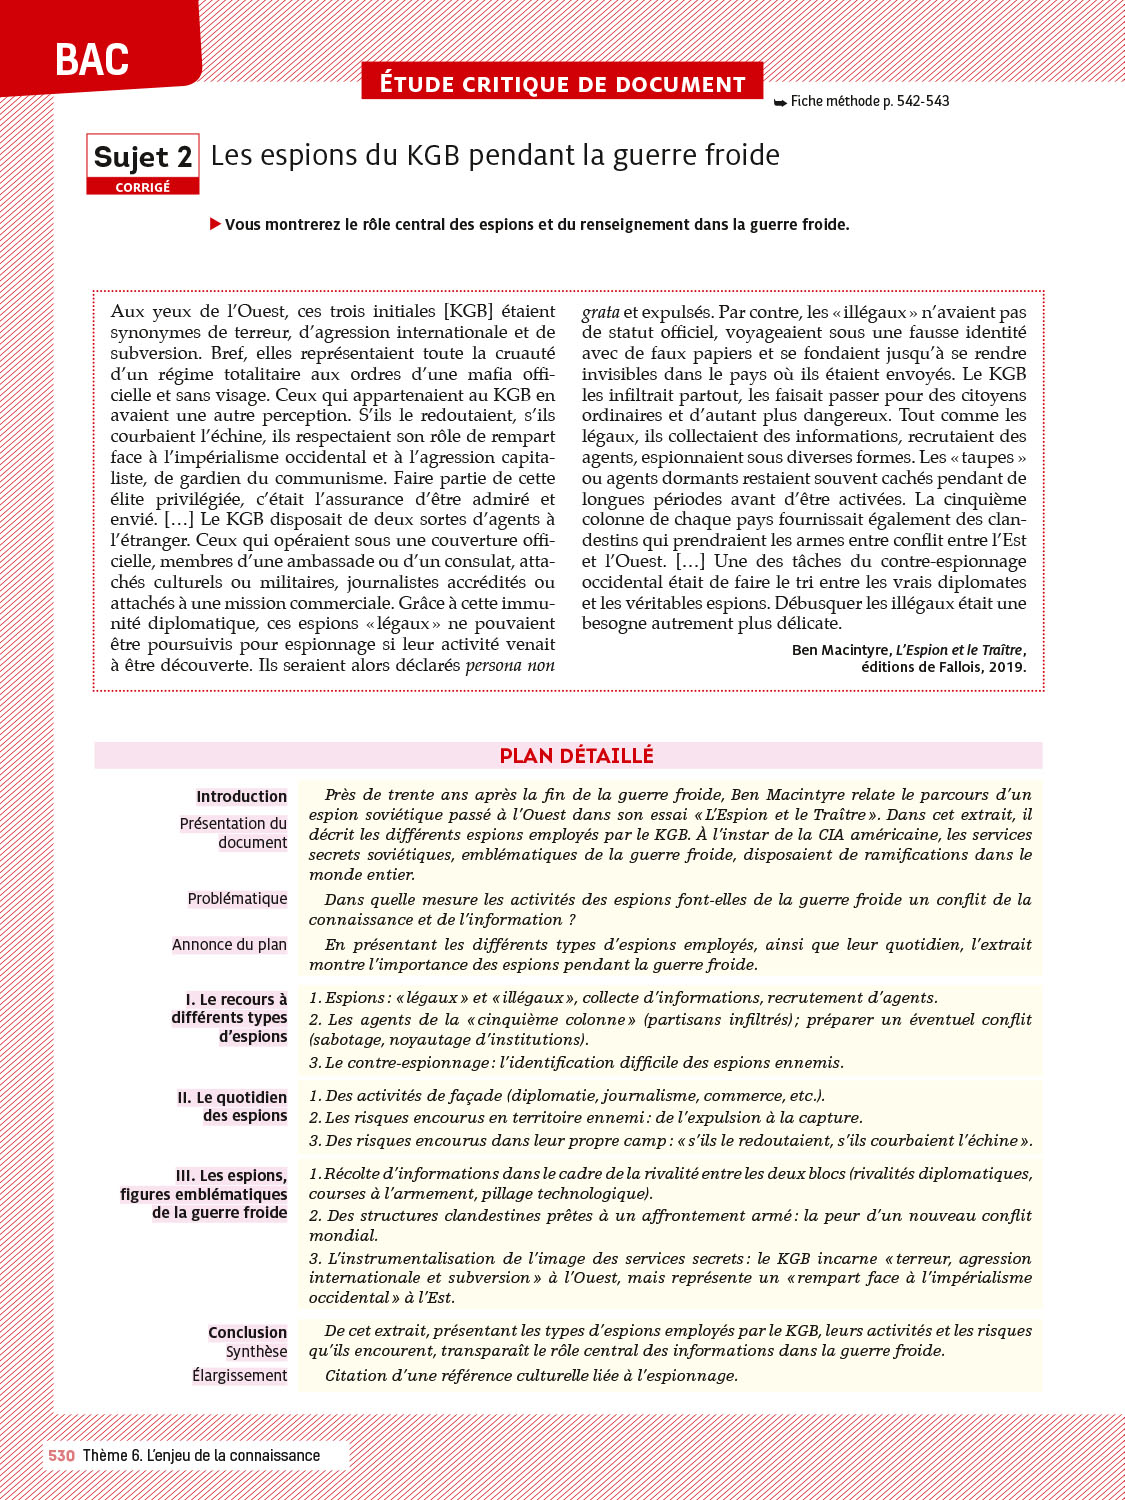 BAC
ÉTUDE CRITIQUE DE DOCUMENT
➥ Fiche méthode p. 542-543
Sujet 2
CORRIGÉ
Les espions du KGB pendant la guerre froide
▶ Vous montrerez le rôle central des espions et du renseignement dans la guerre froide.
Aux yeux de l’Ouest, ces trois initiales [KGB] étaient
synonymes de terreur, d’agression internationale et de
subversion. Bref, elles représentaient toute la cruauté
d’un régime totalitaire aux ordres d’une mafia offi-
cielle et sans visage. Ceux qui appartenaient au KGB en
avaient une autre perception. S’ils le redoutaient, s’ils
courbaient l’échine, ils respectaient son rôle de rempart
face à l’impérialisme occidental et à l’agression capita-
liste, de gardien du communisme. Faire partie de cette
élite privilégiée, c’était l’assurance d’être admiré et
envié. […] Le KGB disposait de deux sortes d’agents à
l’étranger. Ceux qui opéraient sous une couverture offi-
cielle, membres d’une ambassade ou d’un consulat, atta-
chés culturels ou militaires, journalistes accrédités ou
attachés à une mission commerciale. Grâce à cette immu-
nité diplomatique, ces espions « légaux » ne pouvaient
être poursuivis pour espionnage si leur activité venait
à être découverte. Ils seraient alors déclarés persona non
grata et expulsés. Par contre, les « illégaux » n’avaient pas
de statut officiel, voyageaient sous une fausse identité
avec de faux papiers et se fondaient jusqu’à se rendre
invisibles dans le pays où ils étaient envoyés. Le KGB
les infiltrait partout, les faisait passer pour des citoyens
ordinaires et d’autant plus dangereux. Tout comme les
légaux, ils collectaient des informations, recrutaient des
agents, espionnaient sous diverses formes. Les « taupes »
ou agents dormants restaient souvent cachés pendant de
longues périodes avant d’être activées. La cinquième
colonne de chaque pays fournissait également des clan-
destins qui prendraient les armes entre conflit entre l’Est
et l’Ouest. […] Une des tâches du contre-espionnage
occidental était de faire le tri entre les vrais diplomates
et les véritables espions. Débusquer les illégaux était une
besogne autrement plus délicate.
Ben Macintyre, L’Espion et le Traître,
éditions de Fallois, 2019.
PLAN DÉTAILLÉ
Introduction
Présentation du
document
Près de trente ans après la fin de la guerre froide, Ben Macintyre relate le parcours d’un
espion soviétique passé à l’Ouest dans son essai « L’Espion et le Traître ». Dans cet extrait, il
décrit les différents espions employés par le KGB. À l’instar de la CIA américaine, les services
secrets soviétiques, emblématiques de la guerre froide, disposaient de ramifications dans le
monde entier.
Problématique
Dans quelle mesure les activités des espions font-elles de la guerre froide un conflit de la
connaissance et de l’information ?
Annonce du plan
En présentant les différents types d’espions employés, ainsi que leur quotidien, l’extrait
montre l’importance des espions pendant la guerre froide.
I. Le recours à
différents types
d’espions
1. Espions : « légaux » et « illégaux », collecte d’informations, recrutement d’agents.
2. Les agents de la « cinquième colonne » (partisans infiltrés) ; préparer un éventuel conflit
(sabotage, noyautage d’institutions).
3. Le contre-espionnage : l’identification difficile des espions ennemis.
II. Le quotidien
des espions
1. Des activités de façade (diplomatie, journalisme, commerce, etc.).
2. Les risques encourus en territoire ennemi : de l’expulsion à la capture.
3. Des risques encourus dans leur propre camp : « s’ils le redoutaient, s’ils courbaient l’échine ».
III. Les espions,
figures emblématiques
de la guerre froide
1. Récolte d’informations dans le cadre de la rivalité entre les deux blocs (rivalités diplomatiques,
courses à l’armement, pillage technologique).
2. Des structures clandestines prêtes à un affrontement armé : la peur d’un nouveau conflit
mondial.
3. L’instrumentalisation de l’image des services secrets : le KGB incarne « terreur, agression
internationale et subversion » à l’Ouest, mais représente un « rempart face à l’impérialisme
occidental » à l’Est.
Conclusion
Synthèse
De cet extrait, présentant les types d’espions employés par le KGB, leurs activités et les risques
qu’ils encourent, transparaît le rôle central des informations dans la guerre froide.
Élargissement
Citation d’une référence culturelle liée à l’espionnage.
530 Thème 6. L’enjeu de la connaissance